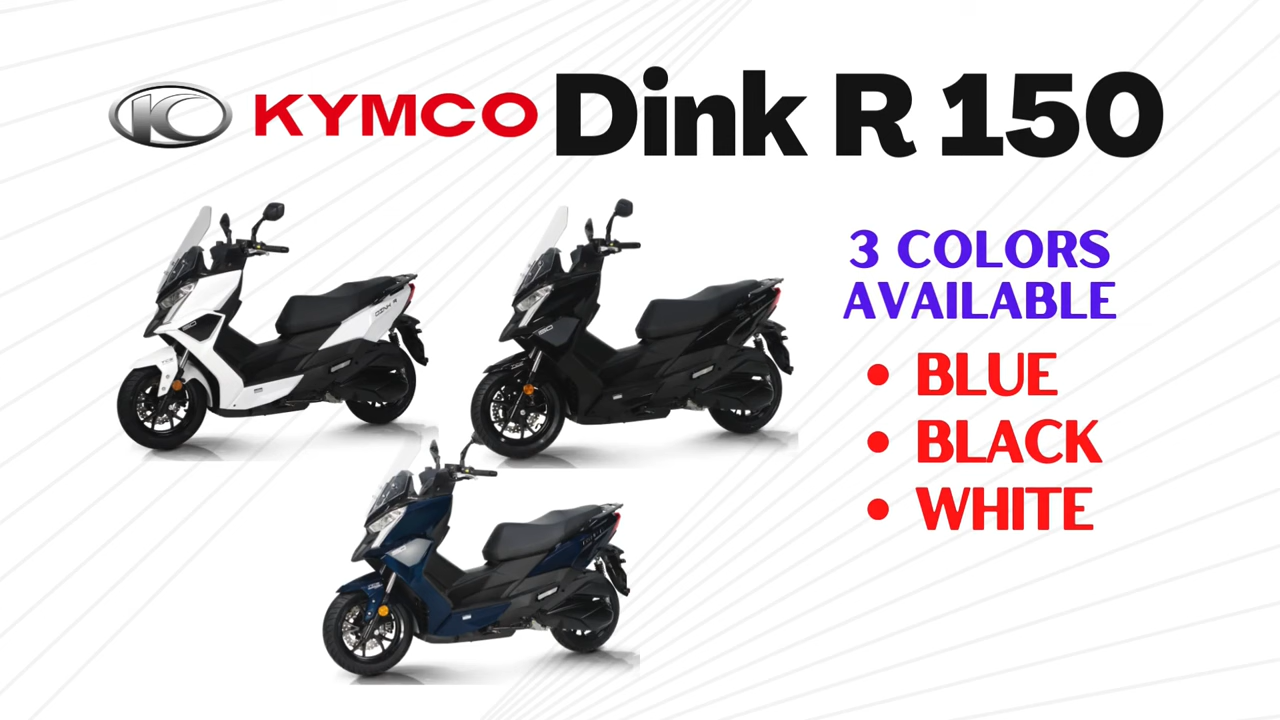 KYMCO Dink R 150
3 COLORS
AVAILABLE
• BLUE
• BLACK
• WHITE